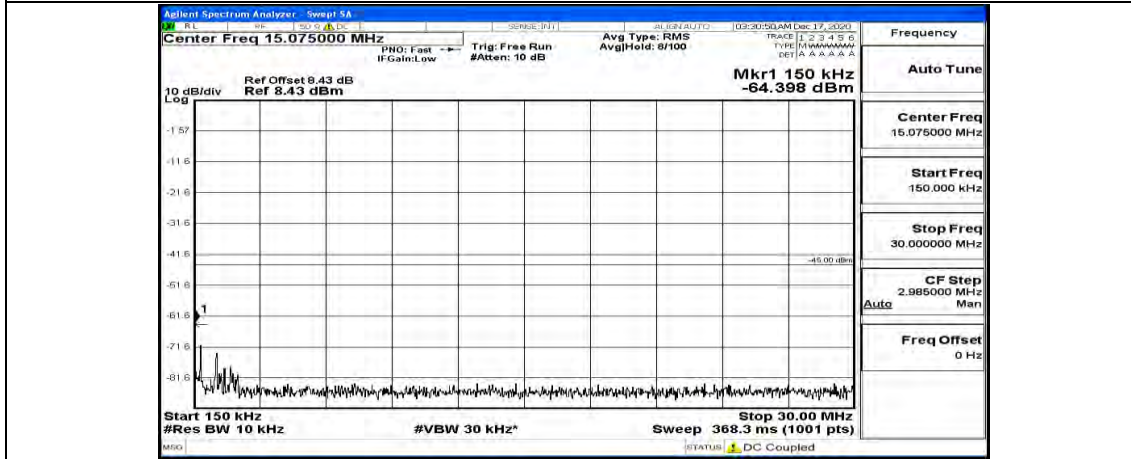 Agilent Spectrum Analyzer - Swept SA
RL RF 50 Ω DC SENSE:INT ALIGN AUTO 03:30:50 AM Dec 17, 2020
Center Freq 15.075000 MHz
PNO: Fast
IFGain:Low
Trig: Free Run
#Atten: 10 dB
Avg Type: RMS
Avg|Hold: 8/100
TRACE 1 2 3 4 5 6
TYPE MWWWWW
DET A A A A A A
Ref Offset 8.43 dB
10 dB/div Ref 8.43 dBm
Log
Mkr1 150 kHz
-64.398 dBm
-1.57
-11.6
-21.6
-31.6
-41.6
-45.00 dBm
-51.6
-61.6
1
-71.6
-81.6
Start 150 kHz
Stop 30.00 MHz
#Res BW 10 kHz
#VBW 30 kHz*
Sweep 368.3 ms (1001 pts)
MSG
STATUS DC Coupled
Frequency
Auto Tune
Center Freq
15.075000 MHz
Start Freq
150.000 kHz
Stop Freq
30.000000 MHz
CF Step
2.985000 MHz
Auto Man
Freq Offset
0 Hz